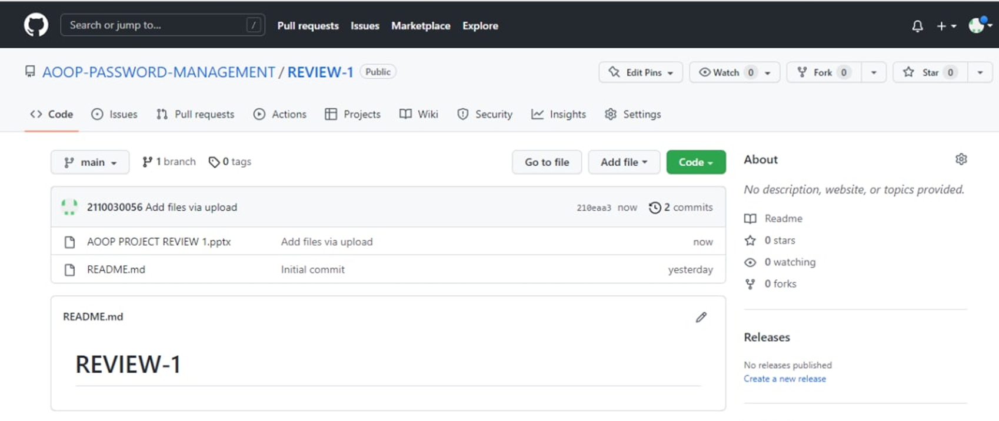 Search or jump to... / Pull requests Issues Marketplace Explore
AOOP-PASSWORD-MANAGEMENT / REVIEW-1 Public Edit Pins Watch 0 Fork 0 Star 0
Code Issues Pull requests Actions Projects Wiki Security Insights Settings
main 1 branch 0 tags Go to file Add file Code
2110030056 Add files via upload 210eaa3 now 2 commits
AOOP PROJECT REVIEW 1.pptx Add files via upload now
README.md Initial commit yesterday
README.md
REVIEW-1
About
No description, website, or topics provided.
Readme
0 stars
0 watching
0 forks
Releases
No releases published
Create a new release